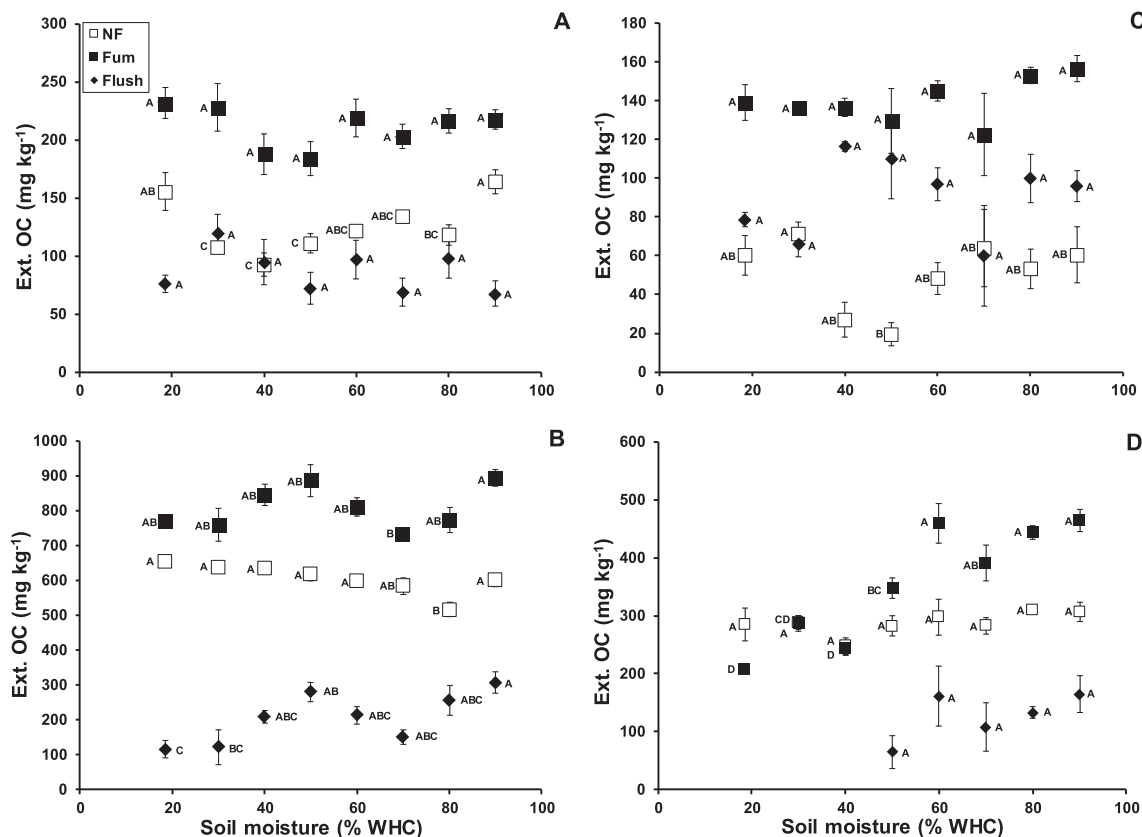 A
NF
Fum
Flush
Ext. OC (mg kg⁻¹)
300
250
200
150
100
50
0
A A A A A A A A
AB C C C ABC ABC BC A
A A A A A A A A
0 20 40 60 80 100
C
Ext. OC (mg kg⁻¹)
180
160
140
120
100
80
60
40
20
0
A A A A A A A A
A A A A A A A A
AB A AB B AB AB AB AB
0 20 40 60 80 100
B
Ext. OC (mg kg⁻¹)
1000
900
800
700
600
500
400
300
200
100
0
AB AB AB AB AB B AB A
A A A A A AB B A
C BC ABC AB ABC ABC ABC A
0 20 40 60 80 100
Soil moisture (% WHC)
D
Ext. OC (mg kg⁻¹)
600
500
400
300
200
100
0
D CD D BC A AB A A
A A A A A A A A
A A A A A
0 20 40 60 80 100
Soil moisture (% WHC)